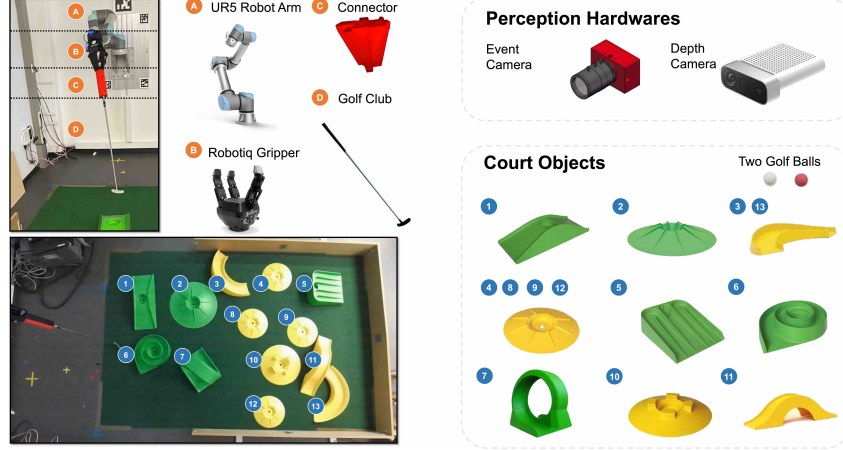 A UR5 Robot Arm
C Connector
D Golf Club
B Robotiq Gripper
A
B
C
D
1 2 3 4 5
8 9
6 7 10 11
12 13
Perception Hardwares
Event
Camera
Depth
Camera
Court Objects
Two Golf Balls
1 2 3 13
4 8 9 12 5 6
7 10 11